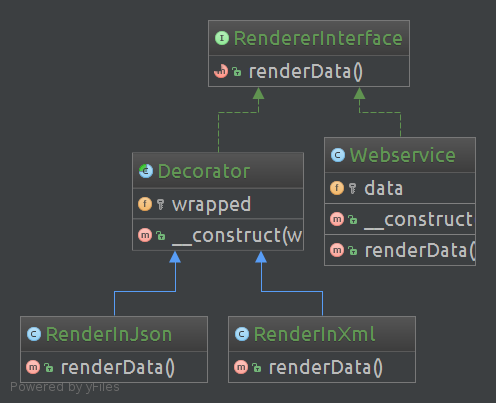 RendererInterface
renderData()
Decorator
wrapped
__construct(w
Webservice
data
__construct
renderData(
RenderInJson
renderData()
RenderInXml
renderData()
Powered by yFiles